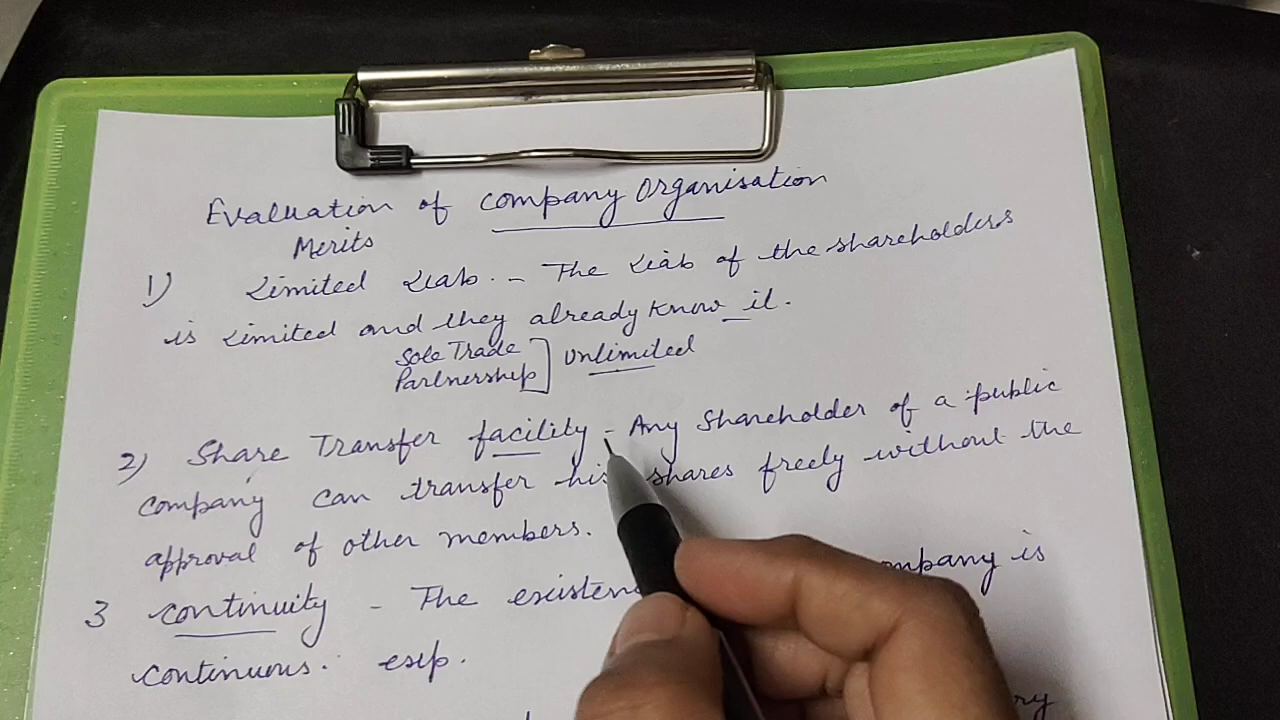 Evaluation of company Organisation
Merits
1) Limited Liab. - The Liab of the shareholders
is Limited and they already know it.
Sole Trade
Partnership ] Unlimited
2) Share Transfer facility - Any Shareholder of a public
company can transfer his shares freely without the
approval of other members.
3 continuity - The company is
continuous.